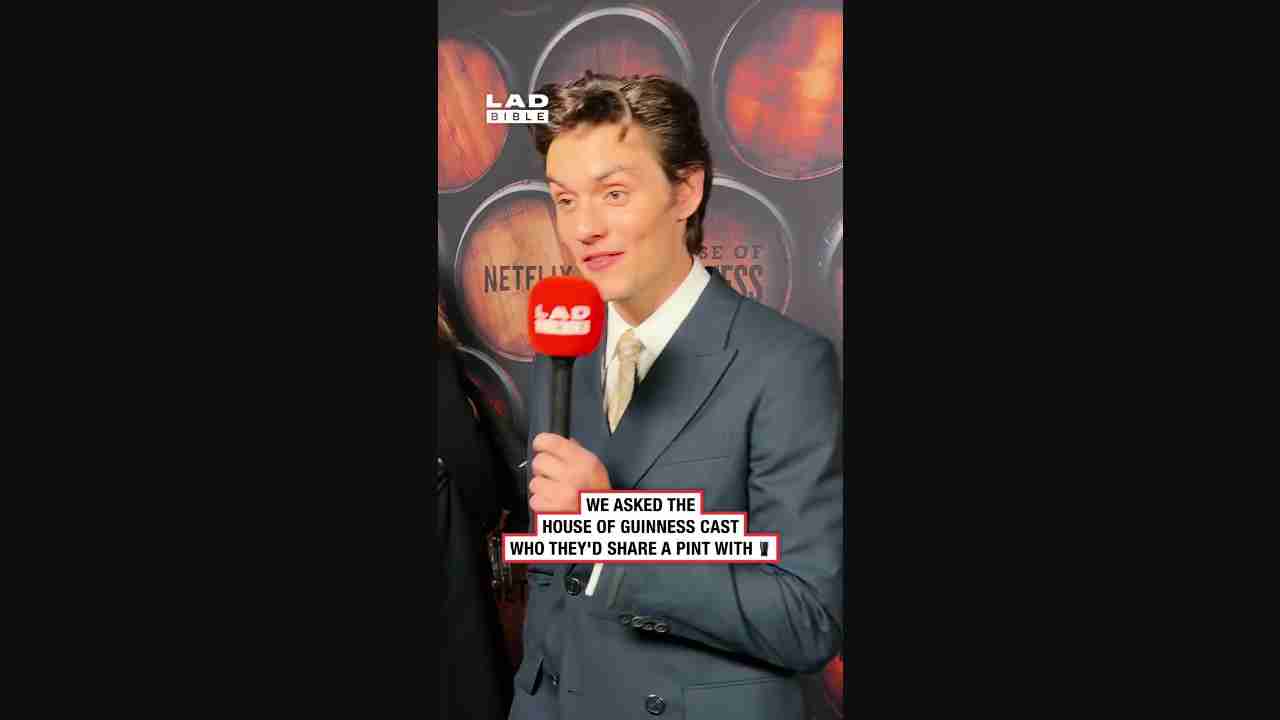 LAD
BIBLE
SE OF
NETFLIX
NESS
LAD
WE ASKED THE
HOUSE OF GUINNESS CAST
WHO THEY'D SHARE A PINT WITH
NET